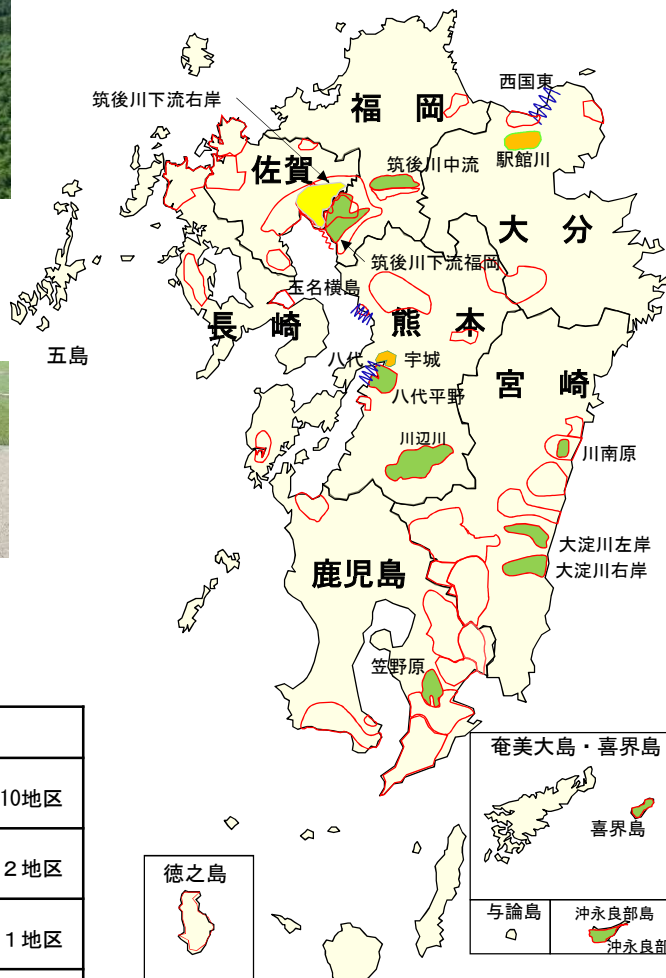 西国東
筑後川下流右岸
福　岡
佐賀
筑後川中流
駅館川
大　分
筑後川下流福岡
玉名横島
長　崎
熊　本
五島
八代
宇城
宮　崎
八代平野
川辺川
川南原
大淀川左岸
大淀川右岸
鹿児島
笠野原
奄美大島・喜界島
10地区
喜界島
２地区
徳之島
与論島
沖永良部島
１地区
沖永良部